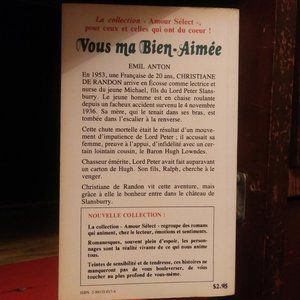 La collection « Amour Sélect »,
pour ceux et celles qui ont du coeur !
Vous ma Bien-Aimée
EMIL ANTON
En 1953, une Française de 20 ans, CHRISTIANE
DE RANDON arrive en Écosse comme lectrice et
nurse du jeune Michael, fils du Lord Peter Slans-
burry. Le jeune homme est en chaise roulante
depuis un facheux accident survenu le 4 novembre
1936. Sa mère, qui le tenait dans ses bras, est
tombée dans l'escalier à la renverse.
Cette chute mortelle était le résultat d'un mouve-
ment d'impatience de Lord Peter ; il accusait sa
femme, preuve à l'appui, d'infidélité avec un cer-
tain lointain cousin, le Baron Hugh Lowndes.
Chasseur émérite, Lord Peter avait fait auparavant
un carnage de Hugh. Son fils, Ralph, cherche à le
venger.
Christiane de Randon vit cette aventure, mais
grâce à elle le bonheur entre dans le château de
Slansburry.
NOUVELLE COLLECTION :
La collection - Amour Sélect - regroupe des romans
qui animent, chez le lecteur, émotions et sentiments.
Romanesques, souvent plein d'espoir, les person-
nages sont la réalité vivante de ce qui nous anime
tous.
Teintes de sensibilité et de tendresse, ces histoires ne
manqueront pas de vous bouleverser, de vous
toucher au plus profond de vous-même.
$2.95